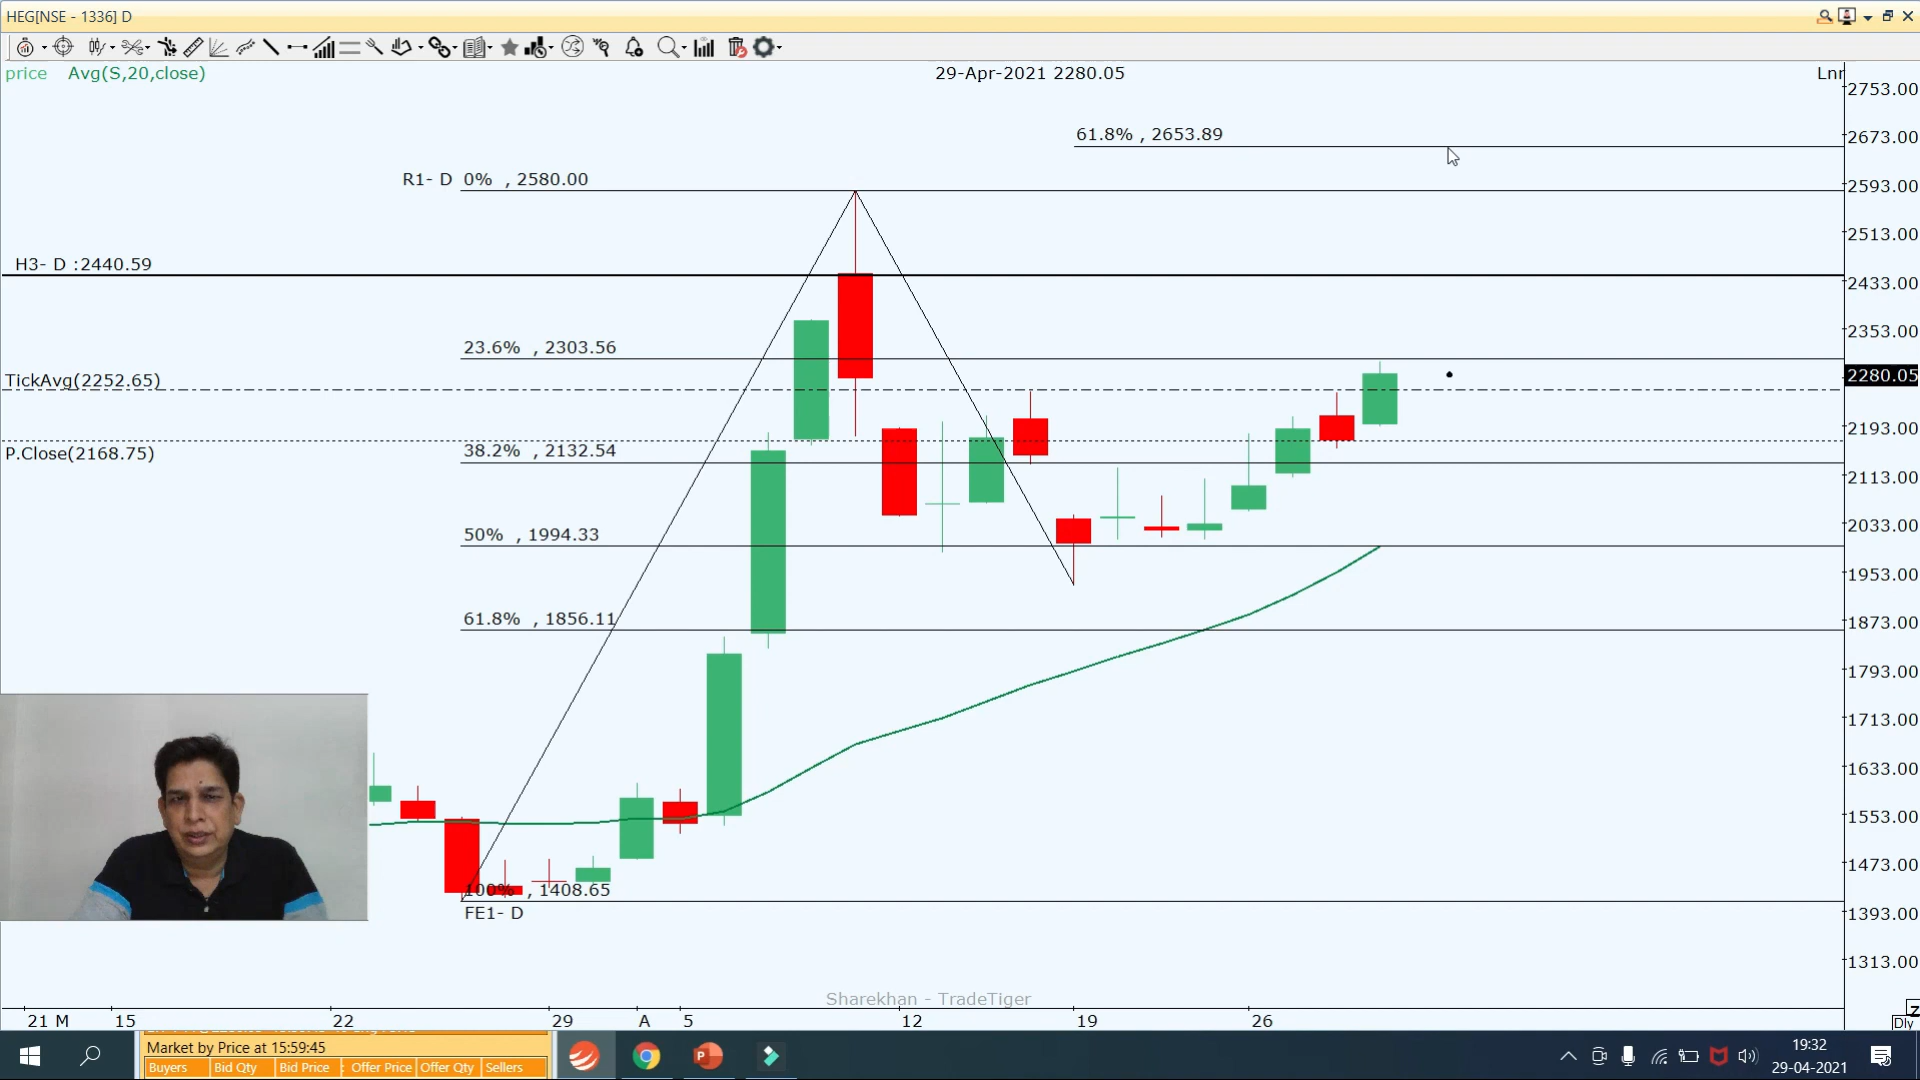 HEG[NSE - 1336] D
price Avg(S,20,close)
29-Apr-2021 2280.05
Lnr
2753.00
61.8% , 2653.89
2673.00
R1- D 0% , 2580.00
2593.00
2513.00
H3- D :2440.59
2433.00
23.6% , 2303.56
2353.00
TickAvg(2252.65)
2280.05
2193.00
P.Close(2168.75)
38.2% , 2132.54
2113.00
50% , 1994.33
2033.00
1953.00
61.8% , 1856.11
1873.00
1793.00
1713.00
1633.00
1553.00
1473.00
100% , 1408.65
FE1- D
1393.00
1313.00
Sharekhan - TradeTiger
21 M 15 22 29 A 5 12 19 26
Z
Dly
Market by Price at 15:59:45
Buyers Bid Qty Bid Price Offer Price Offer Qty Sellers
19:32
29-04-2021